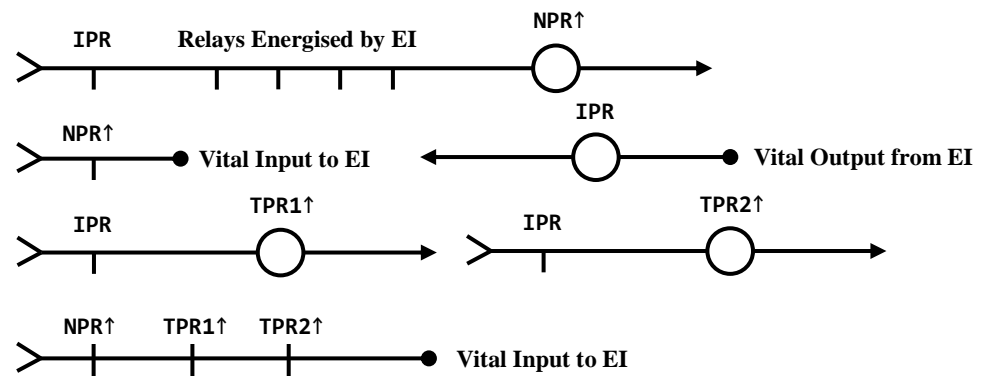 IPR Relays Energised by EI NPR↑
NPR↑ Vital Input to EI IPR Vital Output from EI
IPR TPR1↑ IPR TPR2↑
NPR↑ TPR1↑ TPR2↑ Vital Input to EI